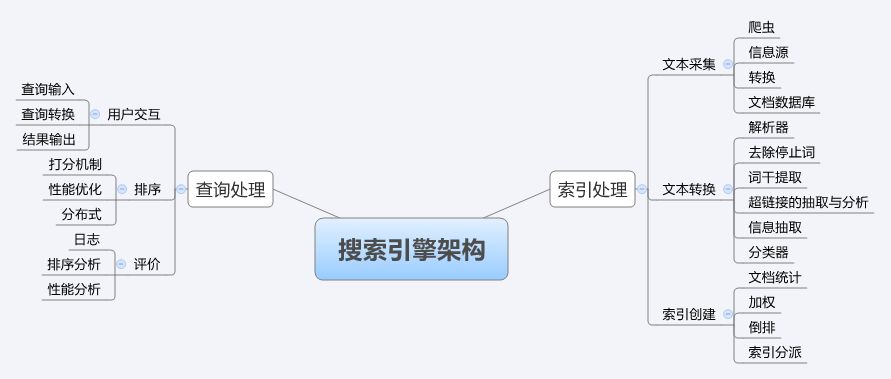 搜索引擎架构
查询处理
用户交互
查询输入
查询转换
结果输出
排序
打分机制
性能优化
分布式
评价
日志
排序分析
性能分析
索引处理
文本采集
爬虫
信息源
转换
文档数据库
文本转换
解析器
去除停止词
词干提取
超链接的抽取与分析
信息抽取
分类器
索引创建
文档统计
加权
倒排
索引分派